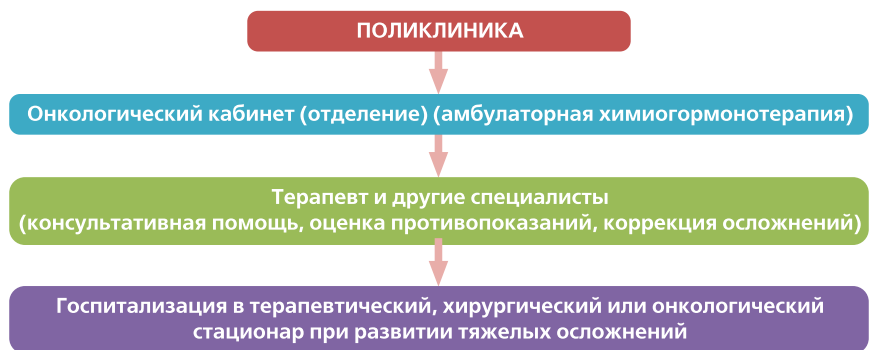 ПОЛИКЛИНИКА
Онкологический кабинет (отделение) (амбулаторная химиогормонотерапия)
Терапевт и другие специалисты
(консультативная помощь, оценка противопоказаний, коррекция осложнений)
Госпитализация в терапевтический, хирургический или онкологический
стационар при развитии тяжелых осложнений